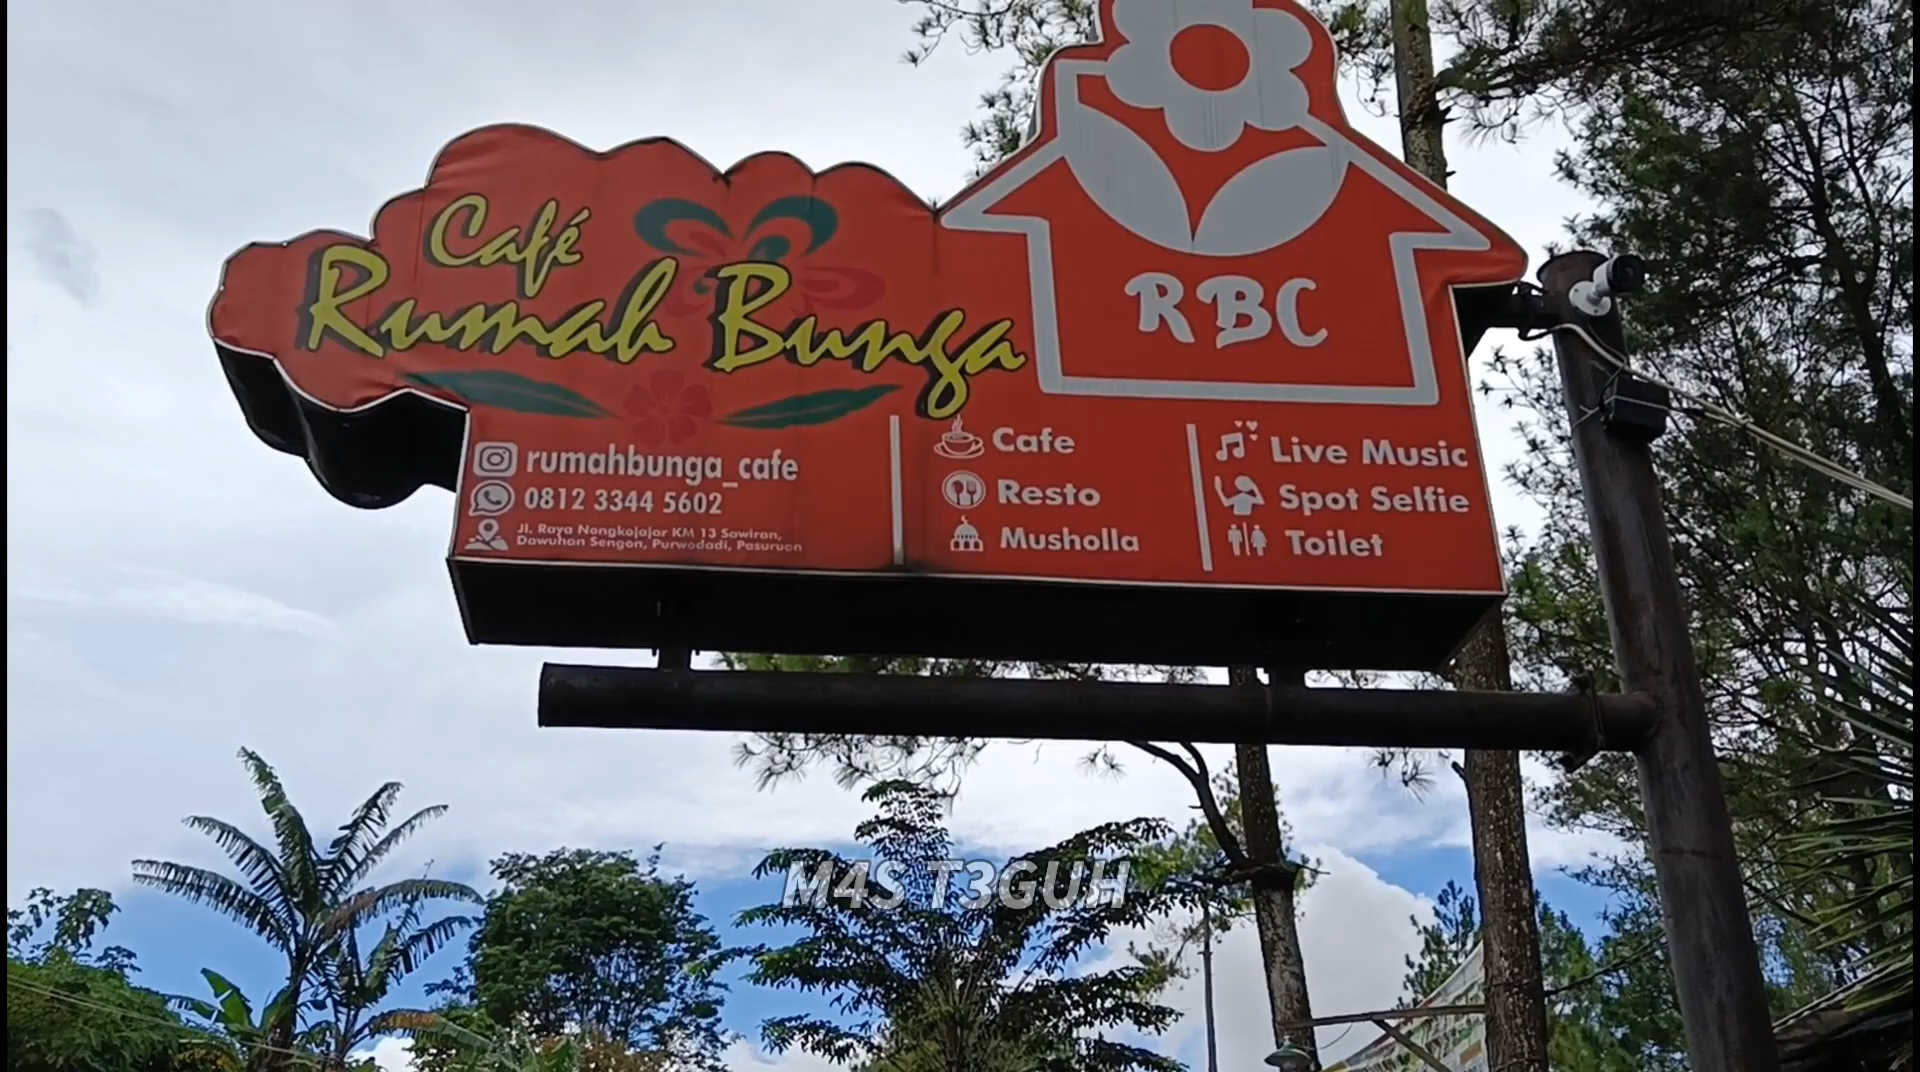 Café
Rumah Bunga
RBC
rumahbunga_cafe
0812 3344 5602
Jl. Raya Nongkojajar KM 13 Sawiran,
Dawuhan Sengon, Purwodadi, Pasuruan
Cafe
Resto
Musholla
Live Music
Spot Selfie
Toilet
M4S T3GUH